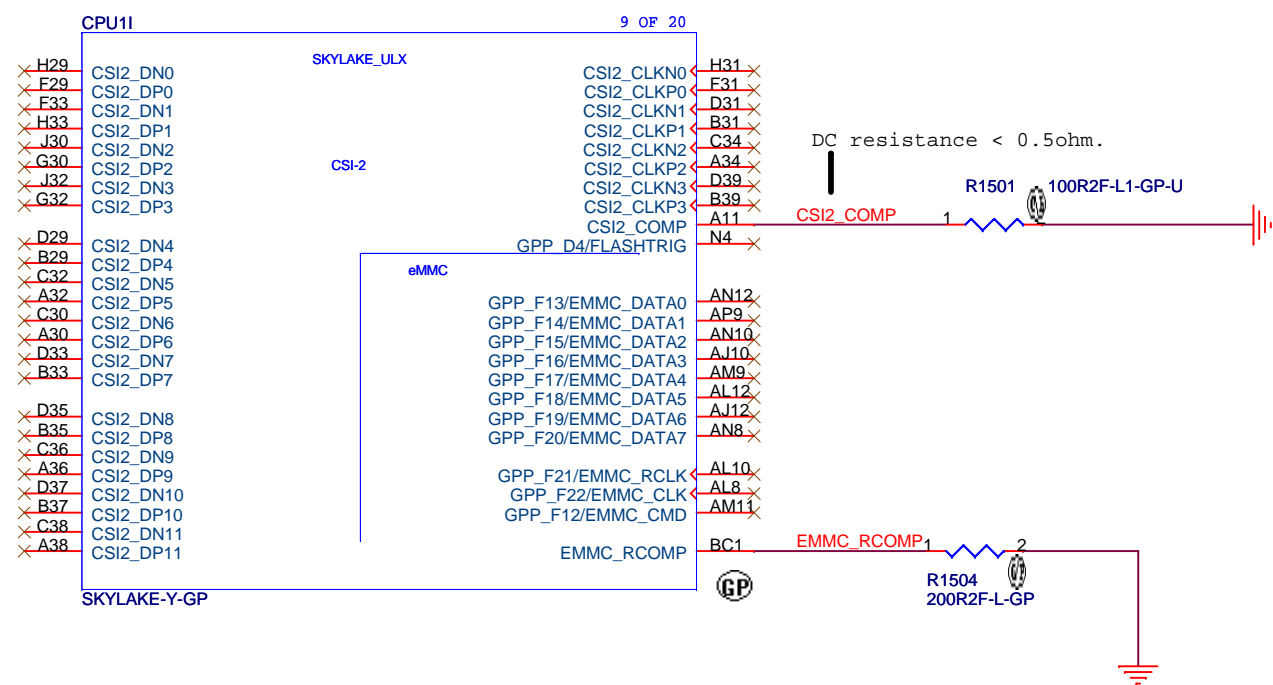 CPU1I 9 OF 20
SKYLAKE_ULX
CSI-2
eMMC
H29 CSI2_DN0
F29 CSI2_DP0
F33 CSI2_DN1
H33 CSI2_DP1
J30 CSI2_DN2
G30 CSI2_DP2
J32 CSI2_DN3
G32 CSI2_DP3
D29 CSI2_DN4
B29 CSI2_DP4
C32 CSI2_DN5
A32 CSI2_DP5
C30 CSI2_DN6
A30 CSI2_DP6
D33 CSI2_DN7
B33 CSI2_DP7
D35 CSI2_DN8
B35 CSI2_DP8
C36 CSI2_DN9
A36 CSI2_DP9
D37 CSI2_DN10
B37 CSI2_DP10
C38 CSI2_DN11
A38 CSI2_DP11
CSI2_CLKN0 H31
CSI2_CLKP0 F31
CSI2_CLKN1 D31
CSI2_CLKP1 B31
CSI2_CLKN2 C34
CSI2_CLKP2 A34
CSI2_CLKN3 D39
CSI2_CLKP3 B39
CSI2_COMP A11
GPP_D4/FLASHTRIG N4
GPP_F13/EMMC_DATA0 AN12
GPP_F14/EMMC_DATA1 AP9
GPP_F15/EMMC_DATA2 AN10
GPP_F16/EMMC_DATA3 AJ10
GPP_F17/EMMC_DATA4 AM9
GPP_F18/EMMC_DATA5 AL12
GPP_F19/EMMC_DATA6 AJ12
GPP_F20/EMMC_DATA7 AN8
GPP_F21/EMMC_RCLK AL10
GPP_F22/EMMC_CLK AL8
GPP_F12/EMMC_CMD AM11
EMMC_RCOMP BC1
SKYLAKE-Y-GP
GP
DC resistance < 0.5ohm.
R1501 100R2F-L1-GP-U
CSI2_COMP 1
EMMC_RCOMP 1 2
R1504
200R2F-L-GP